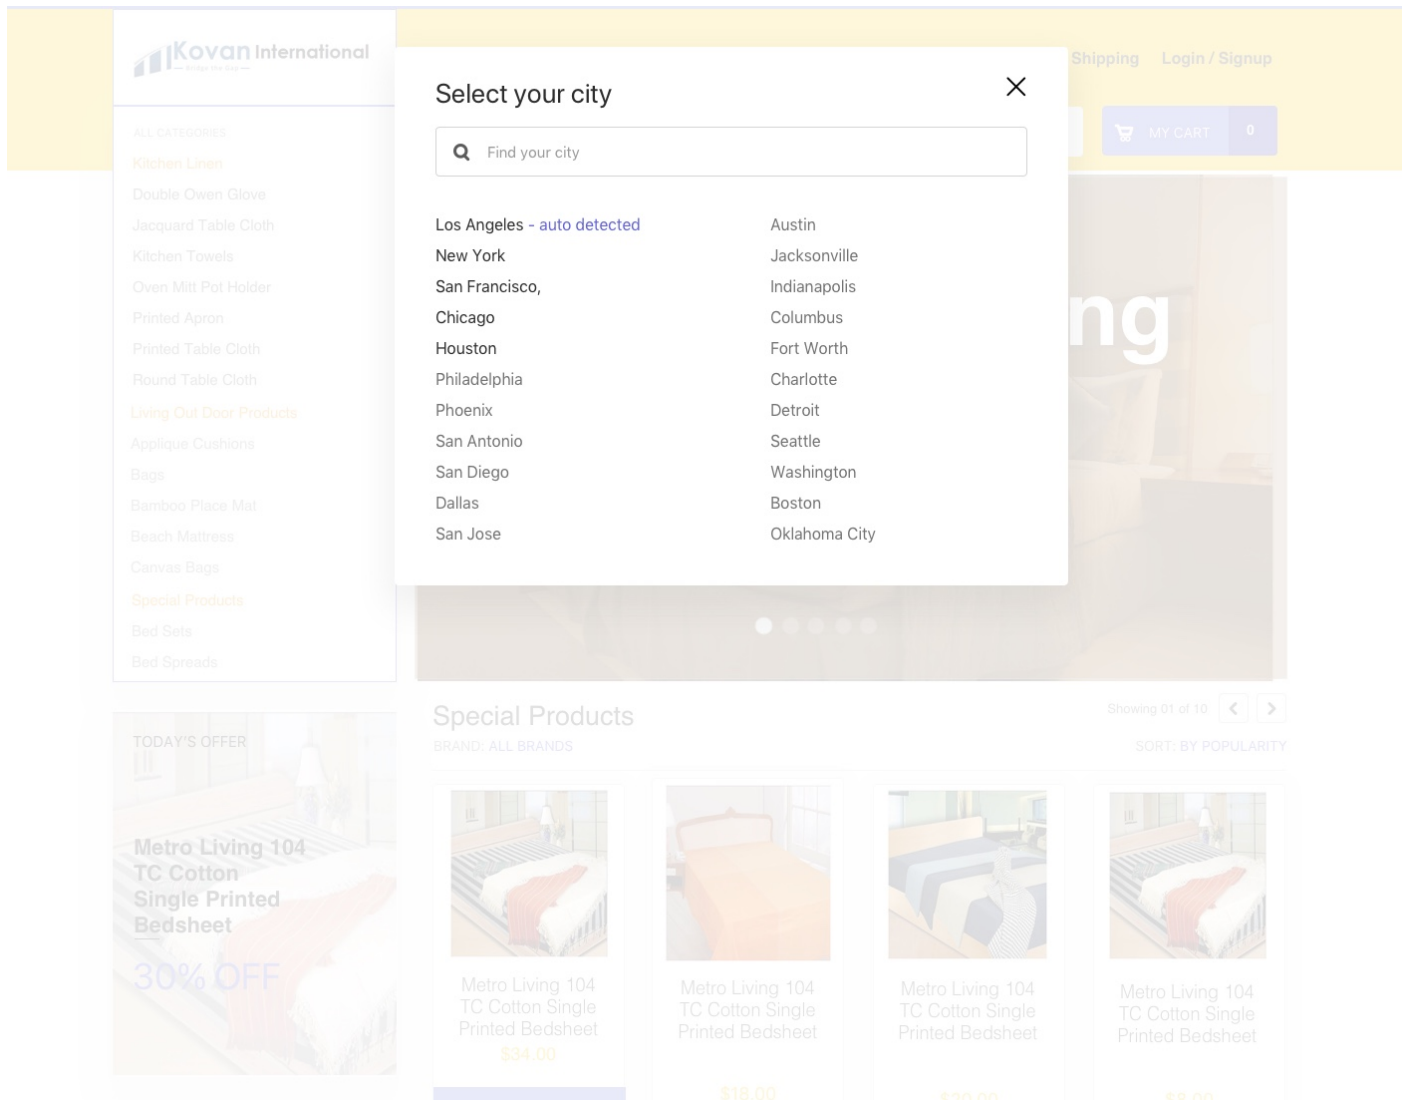 Kovan International
Bridge the Gap
Shipping
Login / Signup
MY CART
0
Select your city
Find your city
Los Angeles - auto detected
New York
San Francisco,
Chicago
Houston
Philadelphia
Phoenix
San Antonio
San Diego
Dallas
San Jose
Austin
Jacksonville
Indianapolis
Columbus
Fort Worth
Charlotte
Detroit
Seattle
Washington
Boston
Oklahoma City
ng
ALL CATEGORIES
Kitchen Linen
Double Owen Glove
Jacquard Table Cloth
Kitchen Towels
Oven Mitt Pot Holder
Printed Apron
Printed Table Cloth
Round Table Cloth
Living Out Door Products
Applique Cushions
Bags
Bamboo Place Mat
Beach Mattress
Canvas Bags
Special Products
Bed Sets
Bed Spreads
TODAY'S OFFER
Metro Living 104
TC Cotton
Single Printed
Bedsheet
30% OFF
Special Products
Showing 01 of 10
BRAND: ALL BRANDS
SORT: BY POPULARITY
Metro Living 104
TC Cotton Single
Printed Bedsheet
$34.00
Metro Living 104
TC Cotton Single
Printed Bedsheet
$18.00
Metro Living 104
TC Cotton Single
Printed Bedsheet
$20.00
Metro Living 104
TC Cotton Single
Printed Bedsheet
$8.00